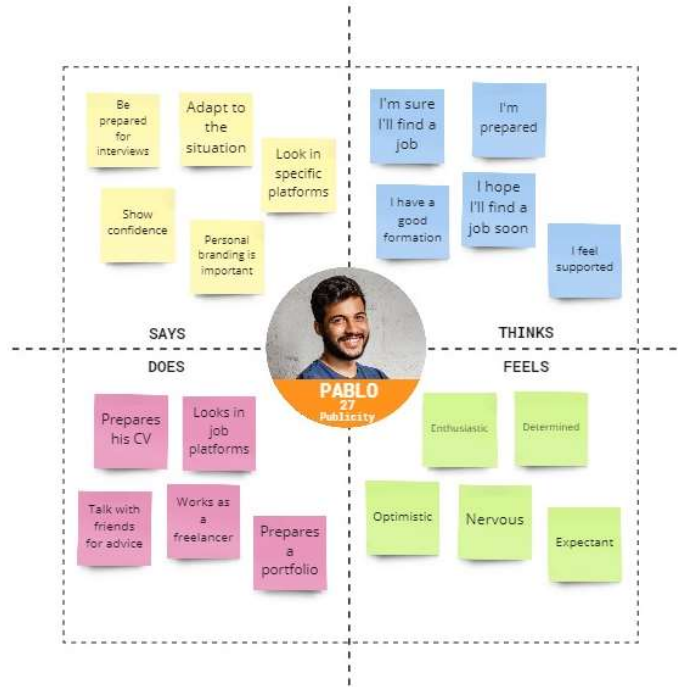 Be
prepared
for
interviews
Adapt to
the
situation
Look in
specific
platforms
Show
confidence
Personal
branding is
important
SAYS
I'm sure
I'll find a
job
I'm
prepared
I have a
good
formation
I hope
I'll find a
job soon
I feel
supported
THINKS
PABLO
27
Publicity
DOES
Prepares
his CV
Looks in
job
platforms
Talk with
friends
for advice
Works as
a
freelancer
Prepares
a
portfolio
FEELS
Enthusiastic
Determined
Optimistic
Nervous
Expectant